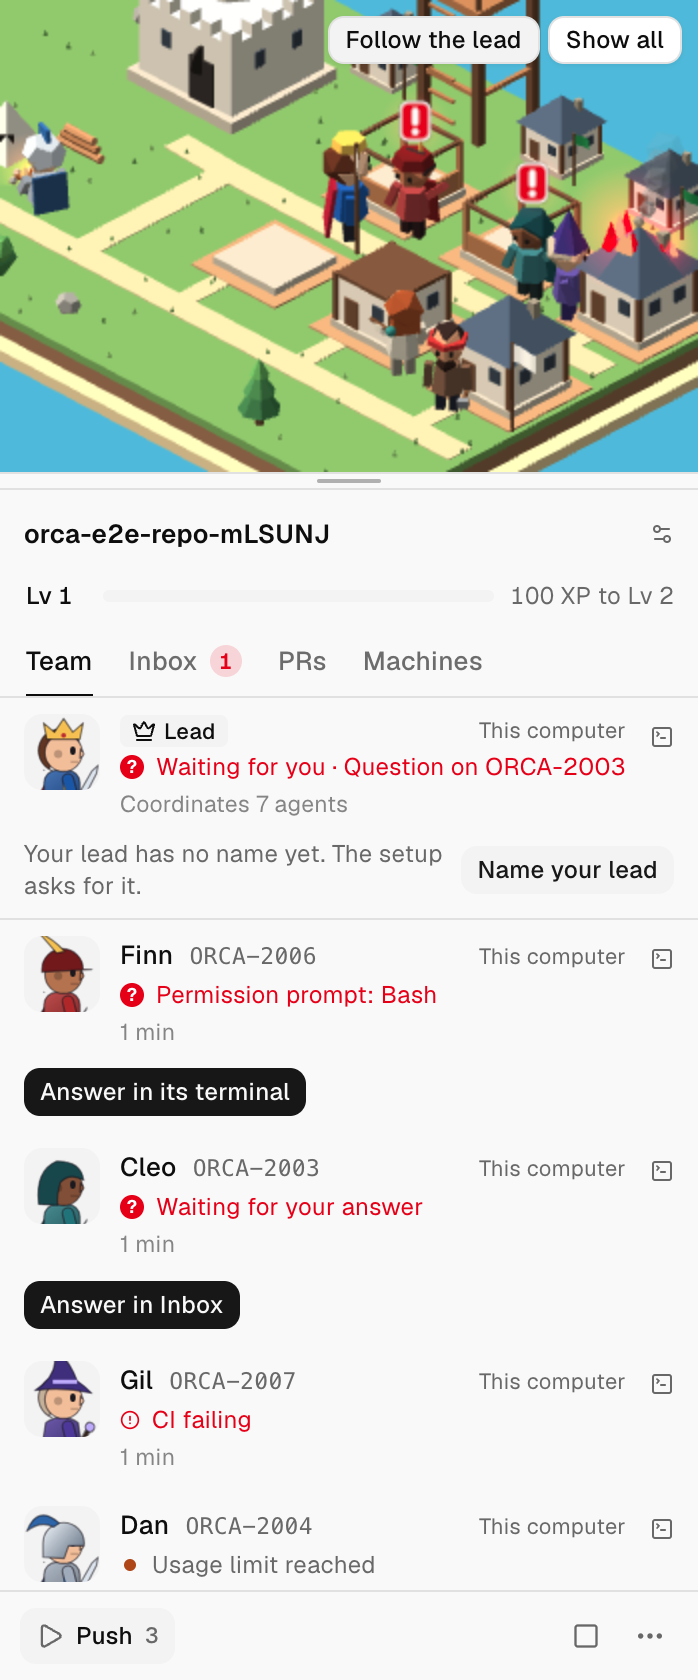 Follow the lead
Show all
orca-e2e-repo-mLSUNJ
Lv 1
100 XP to Lv 2
Team
Inbox 1
PRs
Machines
Lead
This computer
Waiting for you · Question on ORCA-2003
Coordinates 7 agents
Your lead has no name yet. The setup
asks for it.
Name your lead
Finn ORCA-2006
This computer
Permission prompt: Bash
1 min
Answer in its terminal
Cleo ORCA-2003
This computer
Waiting for your answer
1 min
Answer in Inbox
Gil ORCA-2007
This computer
CI failing
1 min
Dan ORCA-2004
This computer
Usage limit reached
Push 3